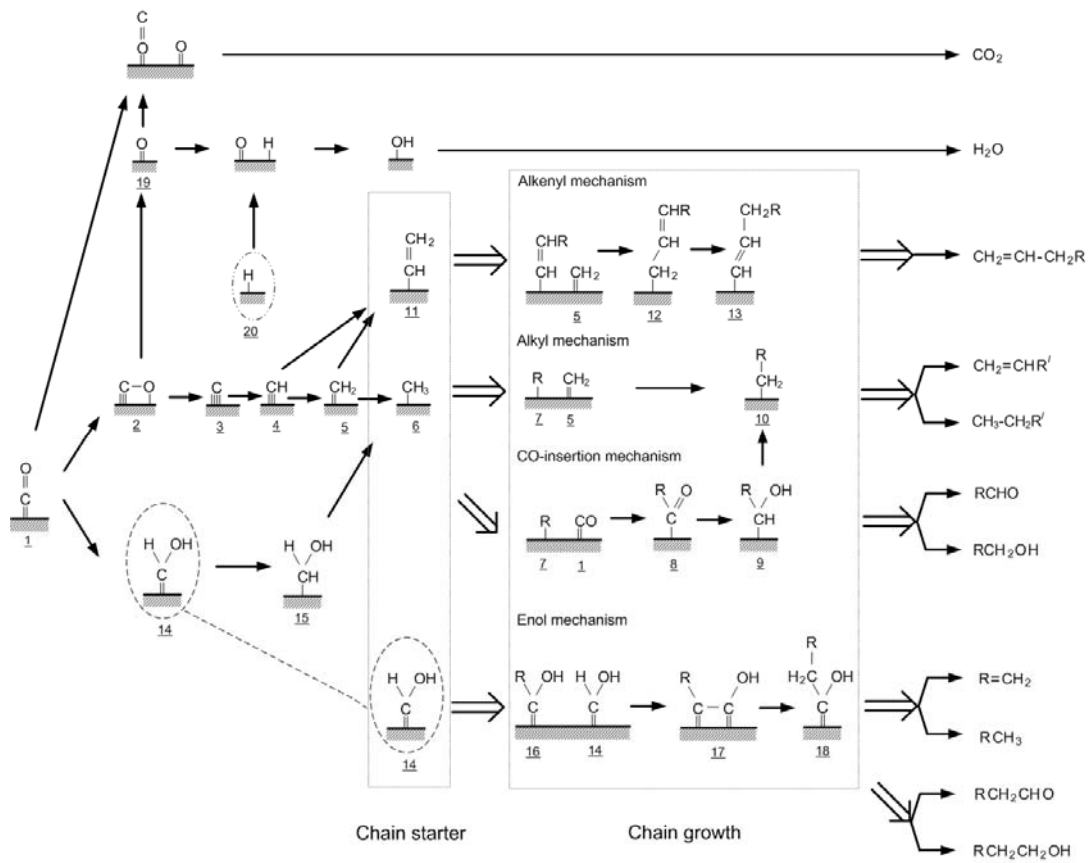 C
O O
CO₂
O
19
O H
OH
H₂O
H
20
CH₂
CH
11
Alkenyl mechanism
CHR
CH CH₂
5
CHR
CH
CH₂
12
CH₂R
CH
CH
13
CH₂=CH-CH₂R
C-O
2
C
3
CH
4
CH₂
5
CH₃
6
Alkyl mechanism
R CH₂
7 5
R
CH₂
10
CH₂=CHR/
CH₃-CH₂R/
O
C
1
CO-insertion mechanism
R CO
7 1
R O
C
8
R OH
CH
9
RCHO
RCH₂OH
H OH
C
14
H OH
CH
15
H OH
C
14
Enol mechanism
R OH H OH
C C
16 14
R OH
C – C
17
R
H₂C OH
C
18
R=CH₂
RCH₃
RCH₂CHO
RCH₂CH₂OH
Chain starter
Chain growth